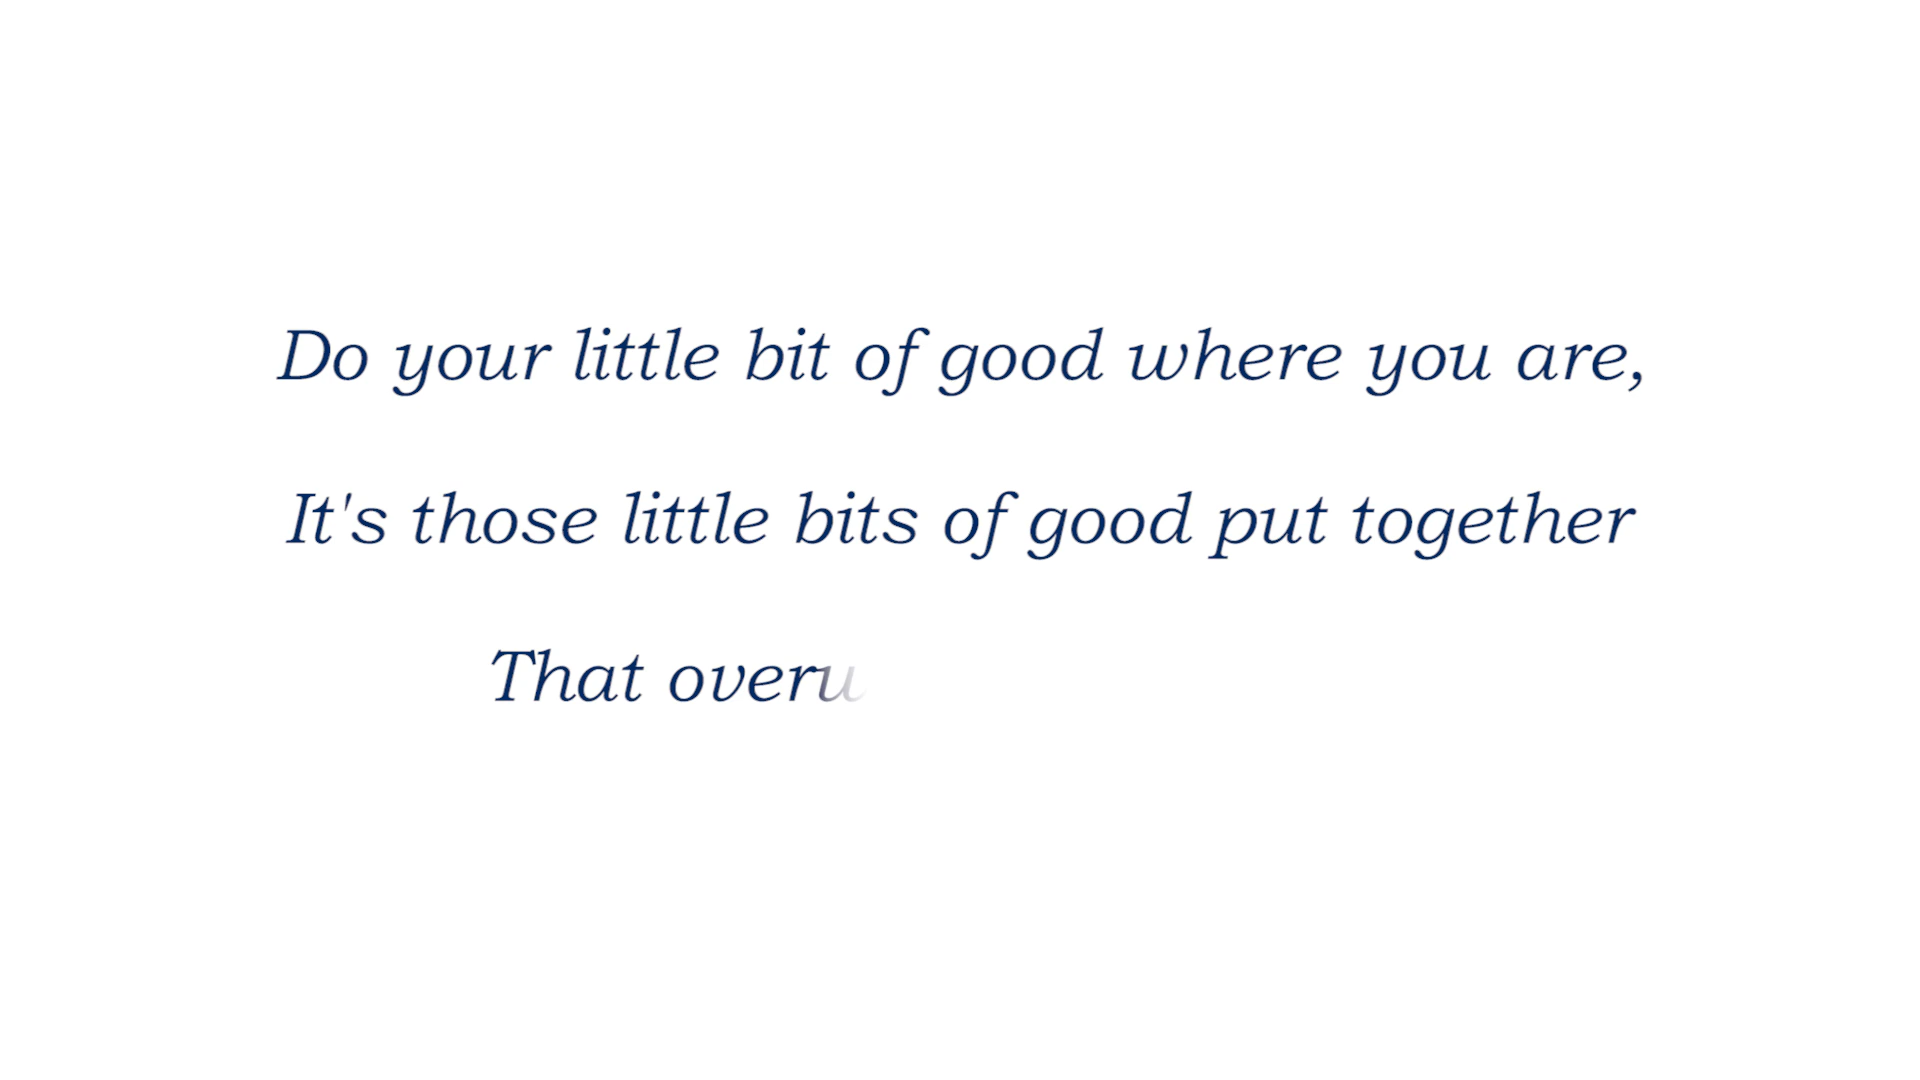 Do your little bit of good where you are,
It's those little bits of good put together
That